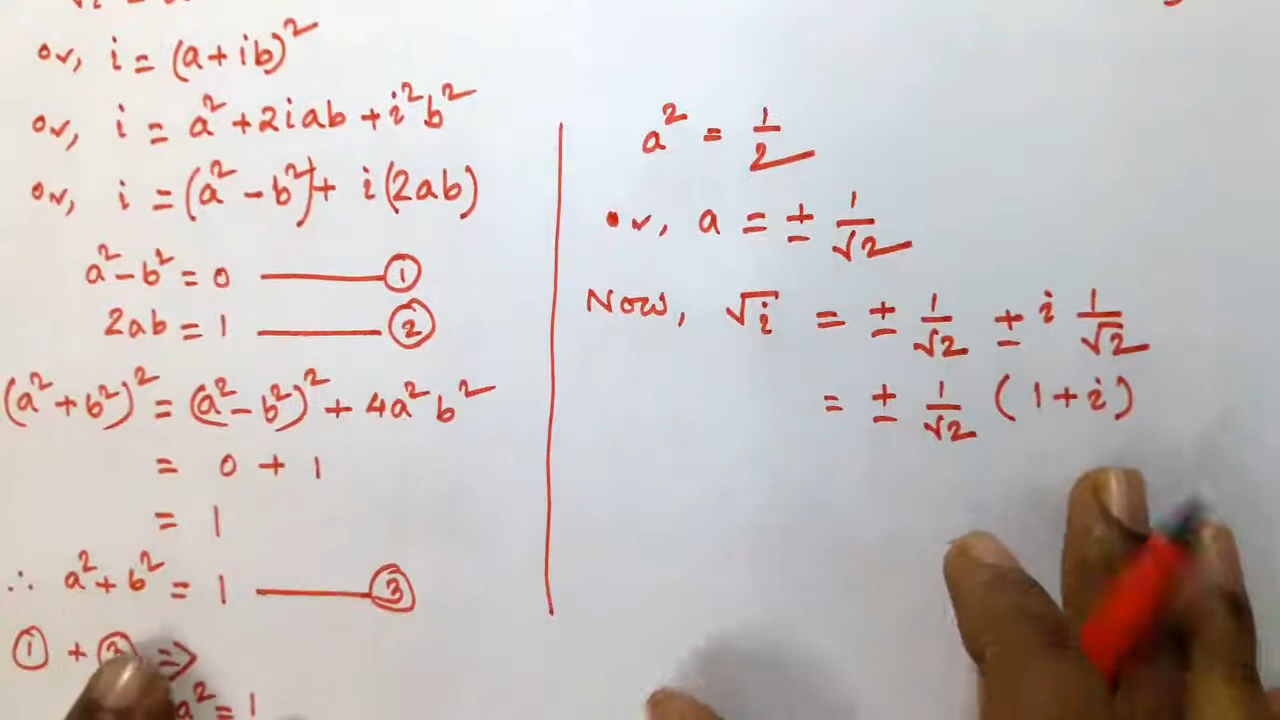 or, i = (a+ib)²
or, i = a² + 2iab + i²b²
or, i = (a² - b²) + i(2ab)
a² - b² = 0 ——— ①
2ab = 1 ——— ②
(a² + b²)² = (a² - b²)² + 4a²b²
= 0 + 1
= 1
∴ a² + b² = 1 ——— ③
① + ③ ⇒
a² = 1
a² = 1/2
or, a = ± 1/√2
Now, √i = ± 1/√2 ± i 1/√2
= ± 1/√2 (1+i)